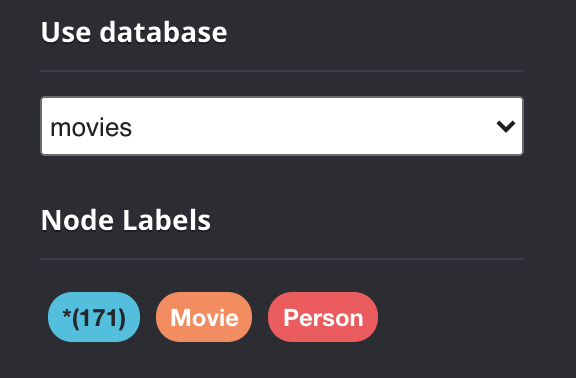 Use database
movies
Node Labels
*(171) Movie Person